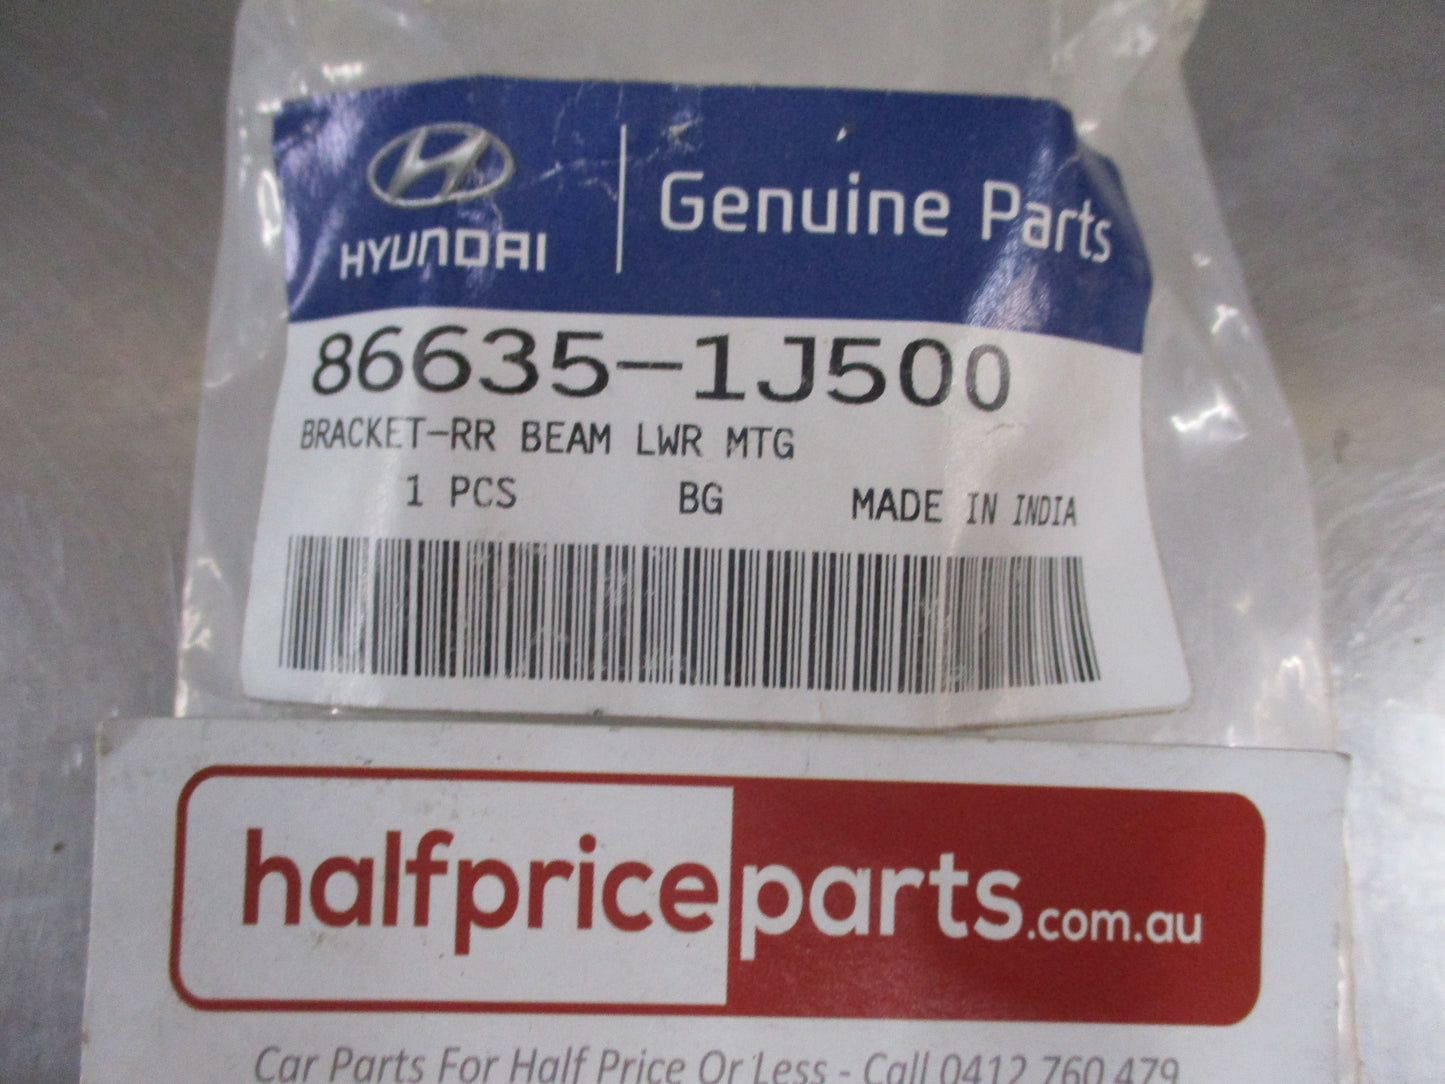 HYUNDAI
Genuine Parts
86635-1J500
BRACKET-RR BEAM LWR MTG
1 PCS BG MADE IN INDIA
halfpriceparts.com.au
Car Parts For Half Price Or Less - Call 0412 760 479